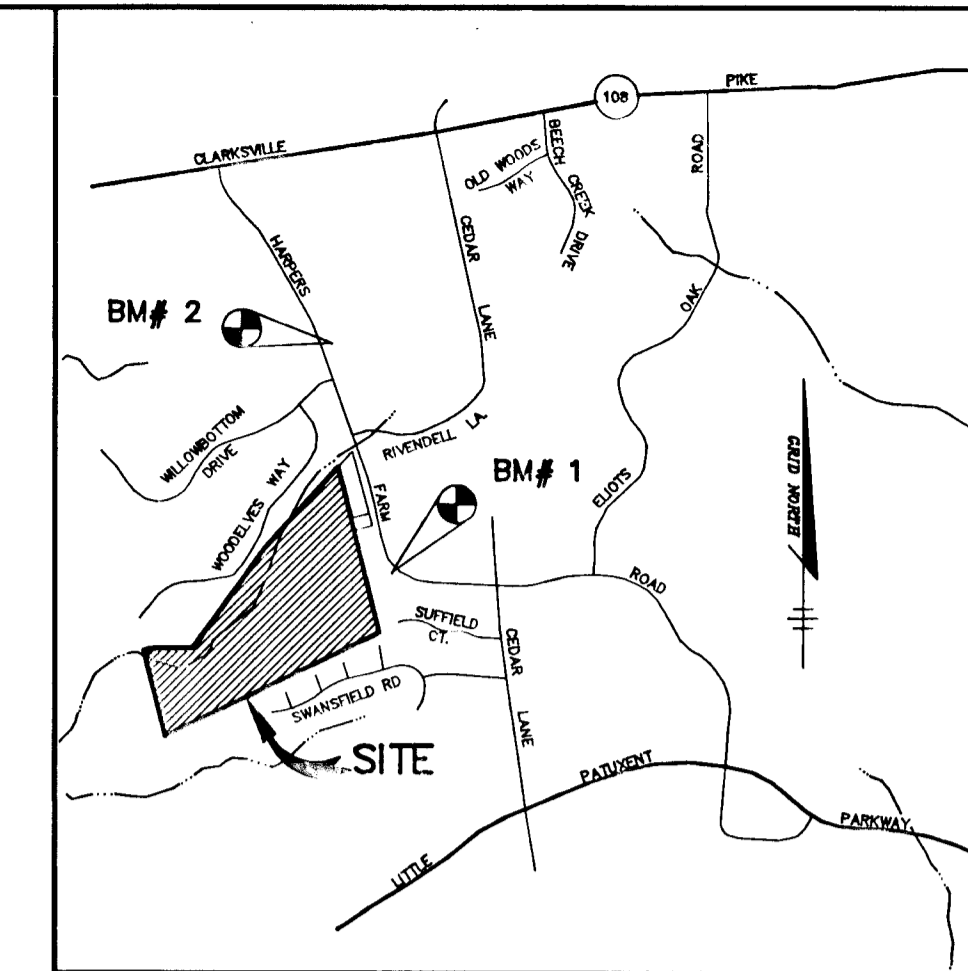 PIKE
108
CLARKSVILLE
OLD WOODS
WAY
BEECH CREEK DRIVE
ROAD
HARPERS
CEDAR
LANE
OAK
BM# 2
WILLOWBOTTOM
DRIVE
RIVENDELL LA.
WOODELVES WAY
FARM
BM# 1
ELIOTS
GRID NORTH
ROAD
SUFFIELD
CT.
CEDAR
LANE
SWANSFIELD RD
SITE
PATUXENT
PARKWAY
LITTLE